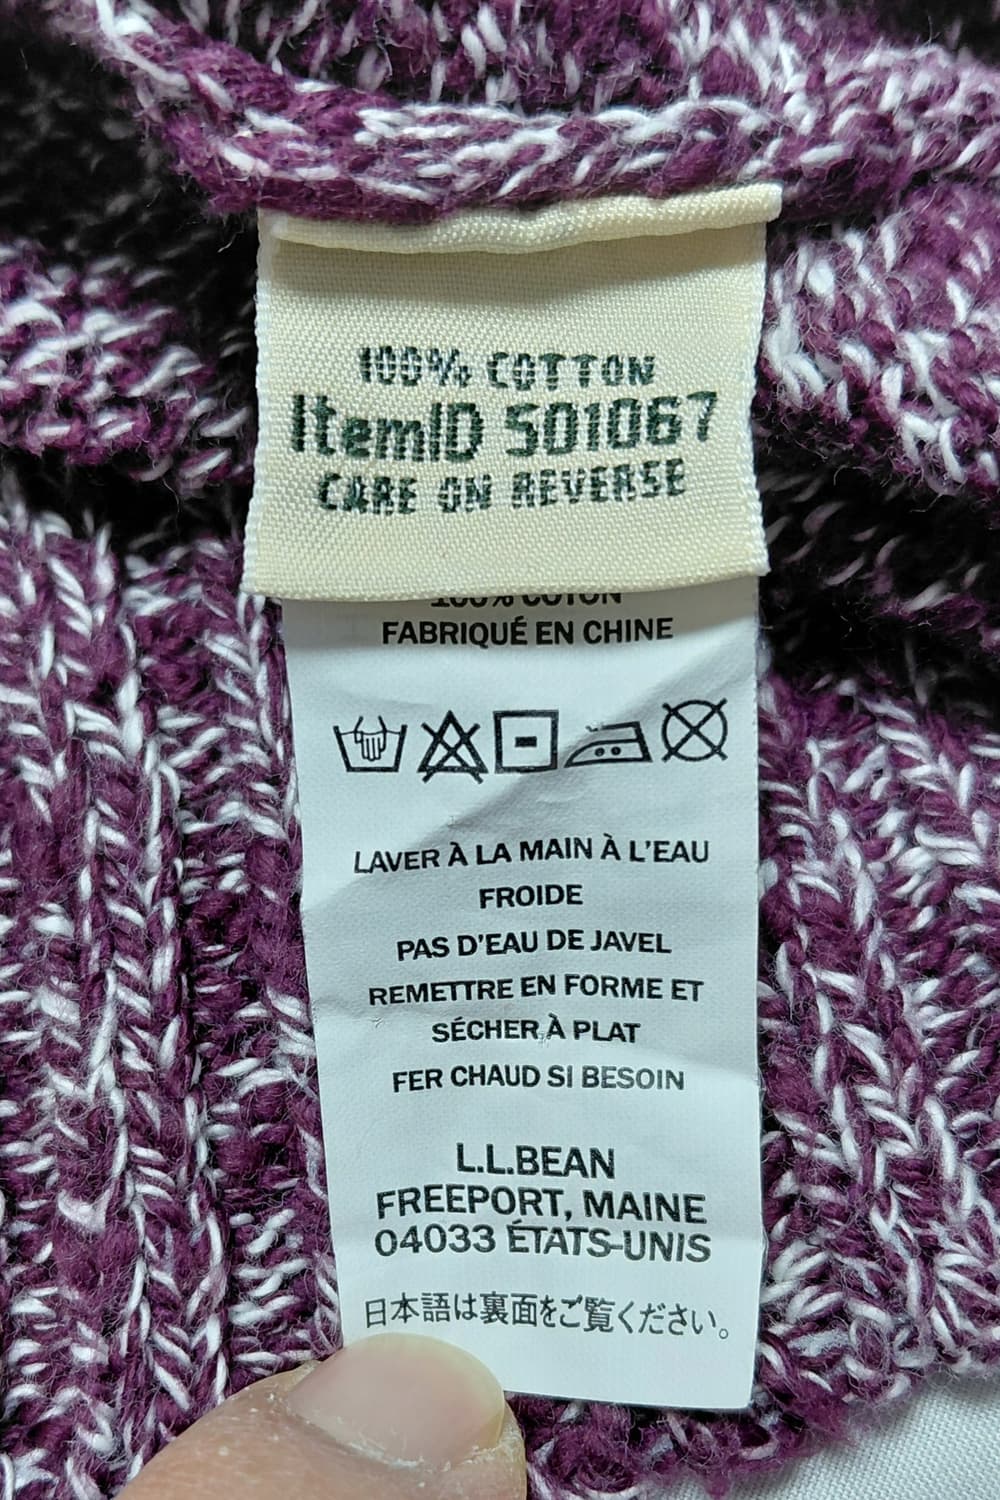 100% COTTON
ItemID 501067
CARE ON REVERSE
100% COTON
FABRIQUÉ EN CHINE
LAVER À LA MAIN À L'EAU
FROIDE
PAS D'EAU DE JAVEL
REMETTRE EN FORME ET
SÉCHER À PLAT
FER CHAUD SI BESOIN
L.L.BEAN
FREEPORT, MAINE
04033 ÉTATS-UNIS
日本語は裏面をご覧ください。